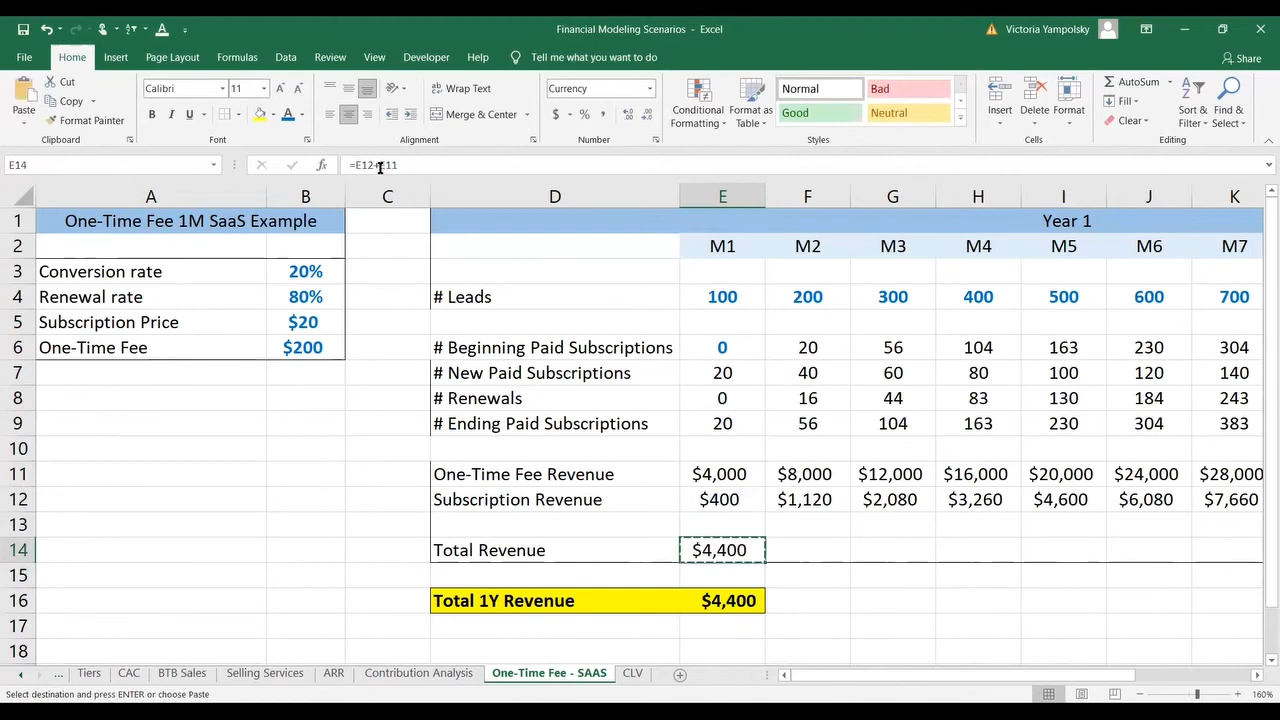 Financial Modeling Scenarios - Excel
Victoria Yampolsky
File Home Insert Page Layout Formulas Data Review View Developer Help Tell me what you want to do Share
Paste
Cut
Copy
Format Painter
Clipboard
Calibri 11
B I U
Font
Wrap Text
Merge & Center
Alignment
Currency
$ % ,
Number
Conditional Formatting
Format as Table
Normal Bad
Good Neutral
Styles
Insert Delete Format
Cells
AutoSum
Fill
Clear
Sort & Filter
Find & Select
Editing
E14 fx =E12+E11
A B C D E F G H I J K
1 One-Time Fee 1M SaaS Example Year 1
2 M1 M2 M3 M4 M5 M6 M7
3 Conversion rate 20%
4 Renewal rate 80% # Leads 100 200 300 400 500 600 700
5 Subscription Price $20
6 One-Time Fee $200 # Beginning Paid Subscriptions 0 20 56 104 163 230 304
7 # New Paid Subscriptions 20 40 60 80 100 120 140
8 # Renewals 0 16 44 83 130 184 243
9 # Ending Paid Subscriptions 20 56 104 163 230 304 383
10
11 One-Time Fee Revenue $4,000 $8,000 $12,000 $16,000 $20,000 $24,000 $28,000
12 Subscription Revenue $400 $1,120 $2,080 $3,260 $4,600 $6,080 $7,660
13
14 Total Revenue $4,400
15
16 Total 1Y Revenue $4,400
17
18
... Tiers CAC BTB Sales Selling Services ARR Contribution Analysis One-Time Fee - SAAS CLV
Select destination and press ENTER or choose Paste 160%